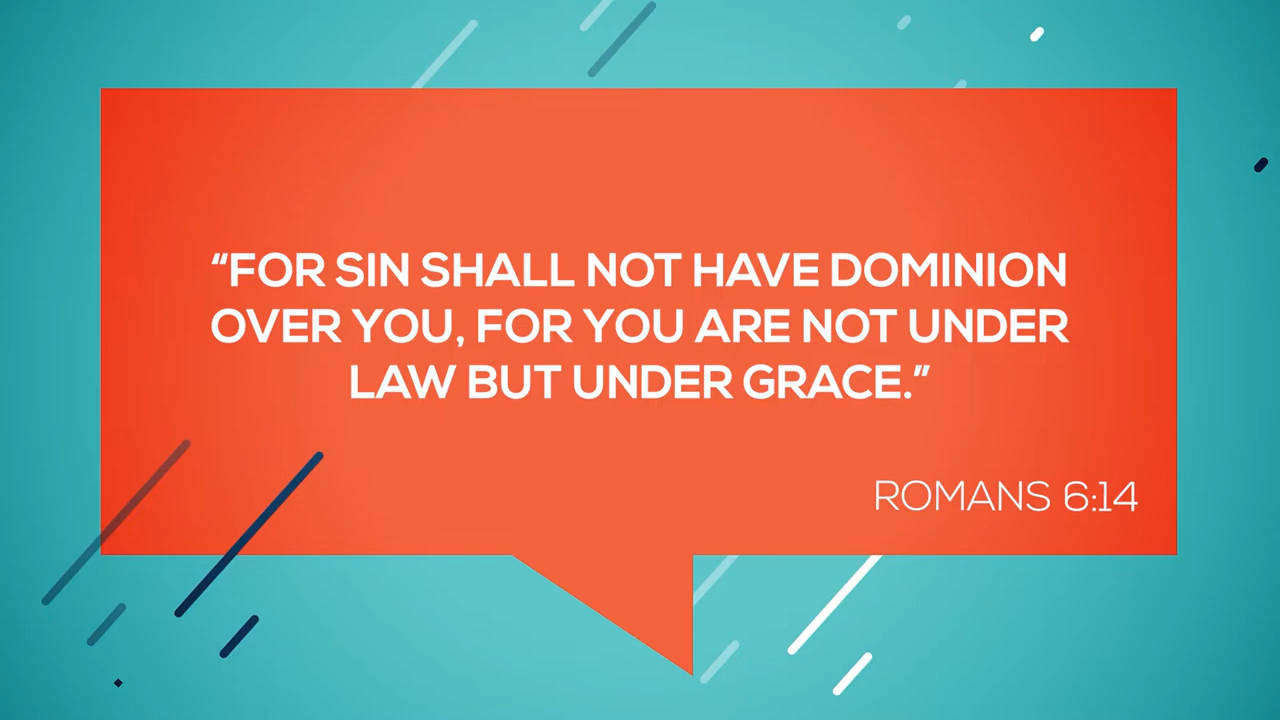 “FOR SIN SHALL NOT HAVE DOMINION
OVER YOU, FOR YOU ARE NOT UNDER
LAW BUT UNDER GRACE.”
ROMANS 6:14